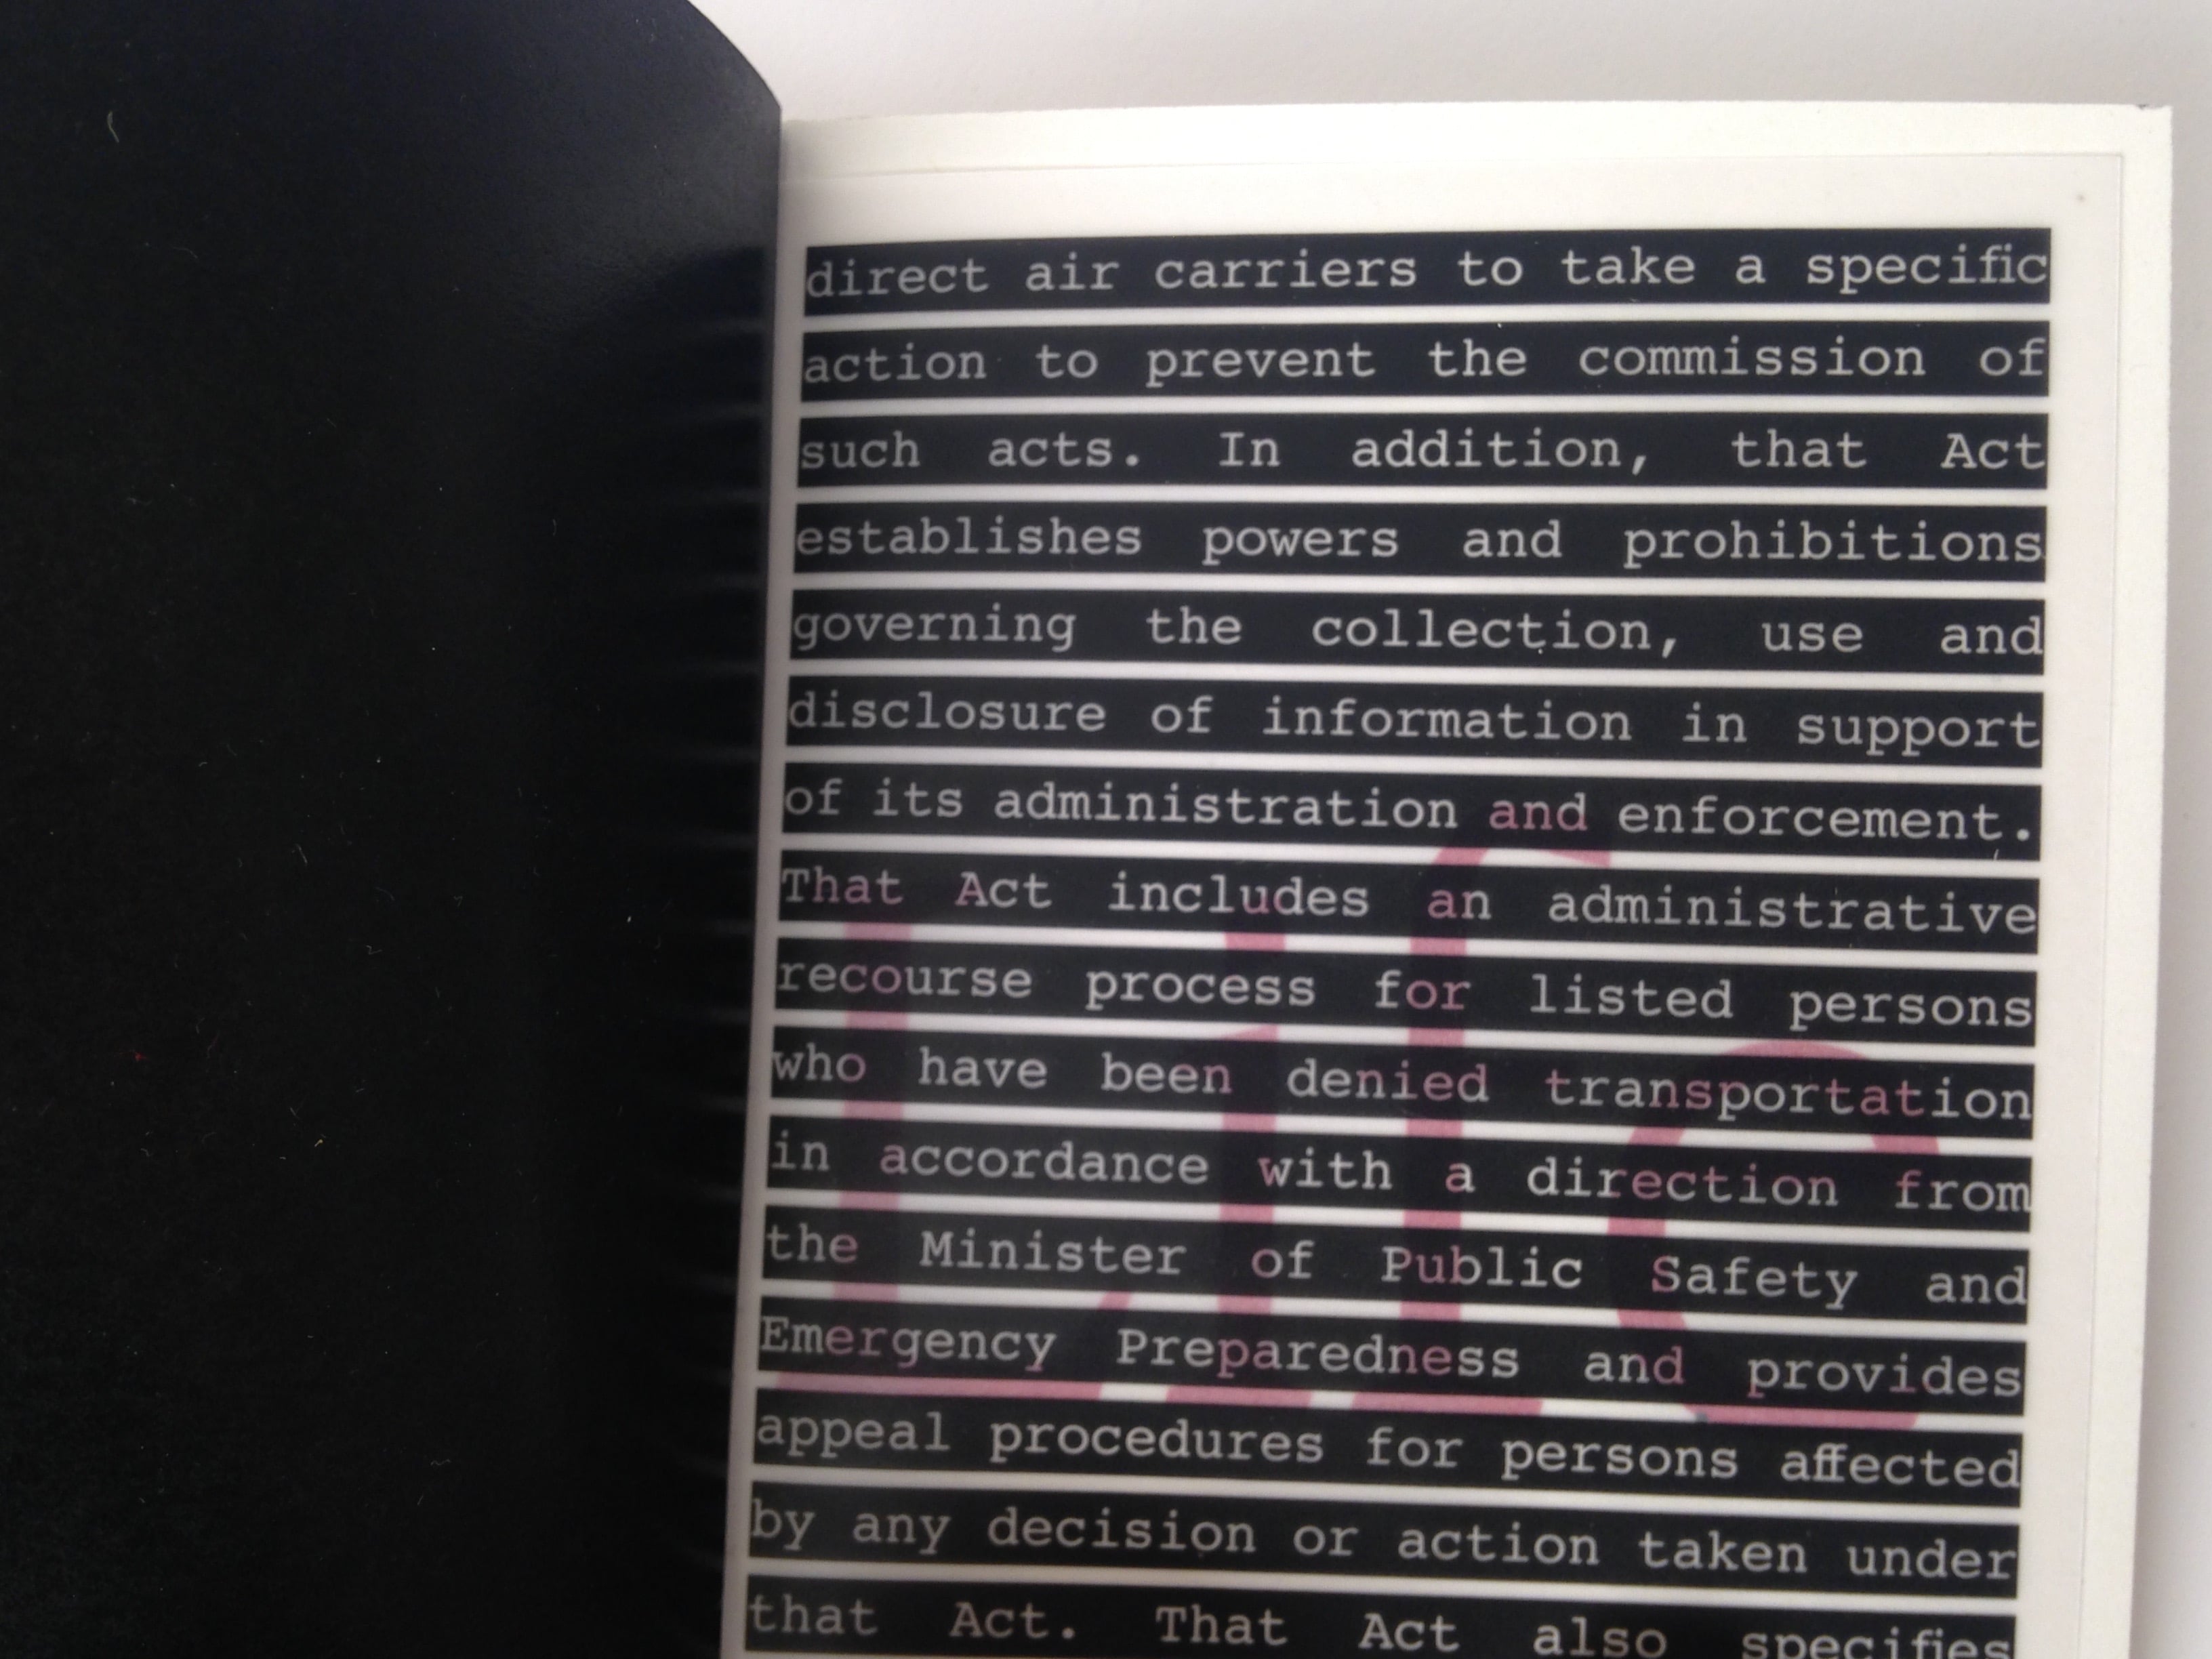 direct air carriers to take a specific
action to prevent the commission of
such acts. In addition, that Act
establishes powers and prohibitions
governing the collection, use and
disclosure of information in support
of its administration and enforcement.
That Act includes an administrative
recourse process for listed persons
who have been denied transportation
in accordance with a direction from
the Minister of Public Safety and
Emergency Preparedness and provides
appeal procedures for persons affected
by any decision or action taken under
that Act. That Act also specifies
life